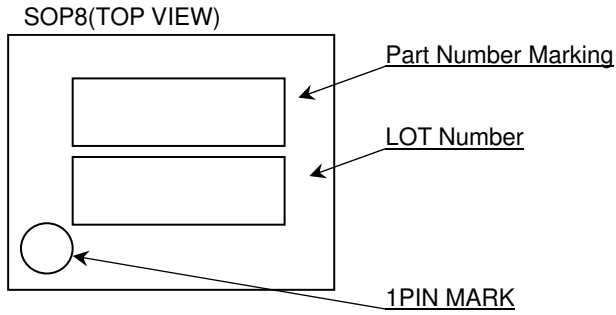 SOP8(TOP VIEW)
Part Number Marking
LOT Number
1PIN MARK